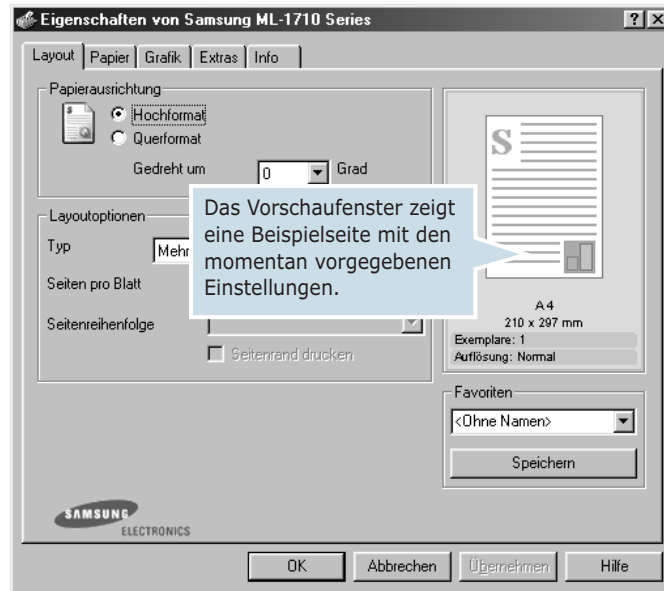 Eigenschaften von Samsung ML-1710 Series
Layout Papier Grafik Extras Info
Papierausrichtung
Hochformat
Querformat
Gedreht um 0 Grad
Layoutoptionen
Typ
Seiten pro Blatt
Seitenreihenfolge
Seitenrand drucken
Das Vorschaufenster zeigt
eine Beispielseite mit den
momentan vorgegebenen
Einstellungen.
S
A4
210 x 297 mm
Exemplare: 1
Auflösung: Normal
Favoriten
<Ohne Namen>
Speichern
SAMSUNG
ELECTRONICS
OK Abbrechen Übernehmen Hilfe